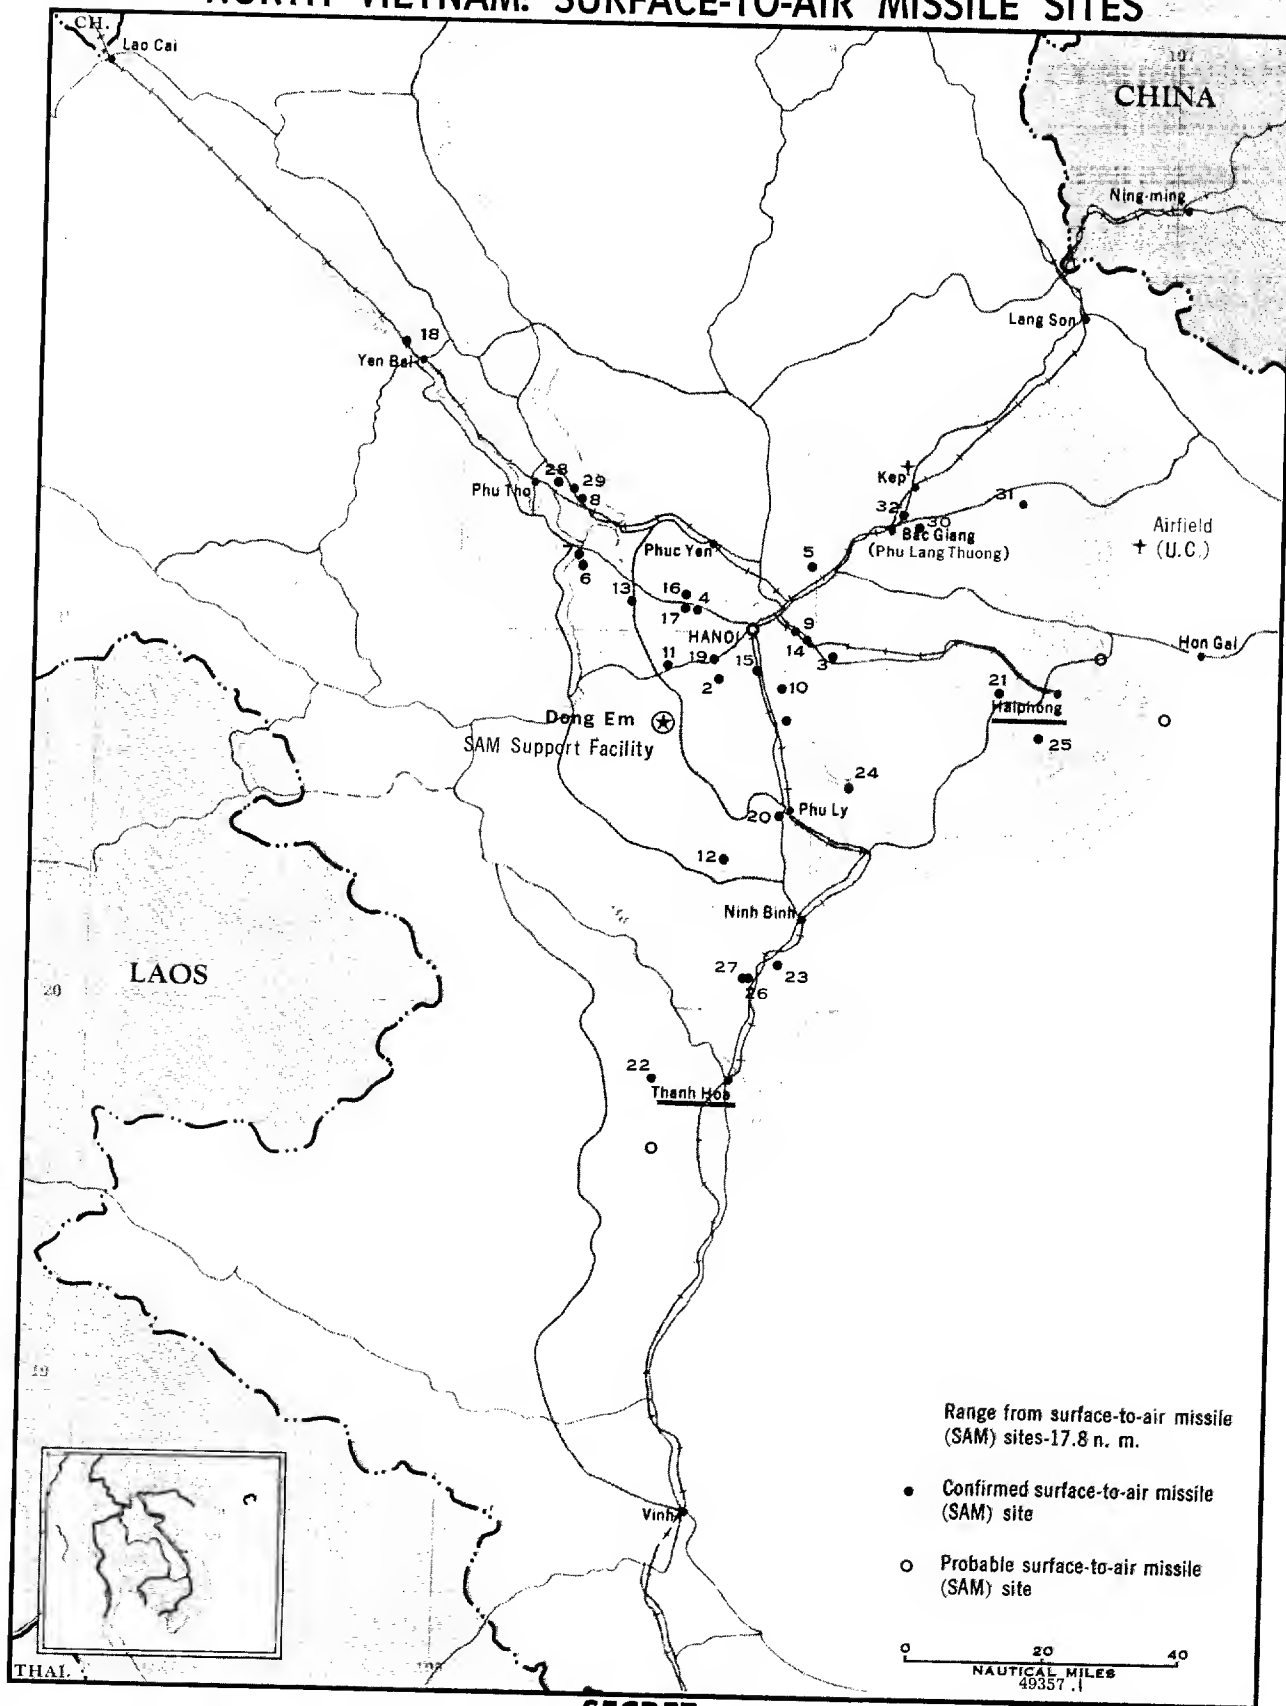 NORTH VIETNAM: SURFACE-TO-AIR MISSILE SITES
CH.
Lao Cai
107
CHINA
Ning-ming
Lang Son
18
Yen Bai
28
29
Phu Tho
8
Kep
31
32
30
Bac Giang
(Phu Lang Thuong)
Airfield
(U.C.)
Phuc Yen
5
7
6
13
16
4
17
9
HANOI
14
3
Hon Gai
11
19
15
2
10
21
Haiphong
Dong Em
SAM Support Facility
25
24
20
Phu Ly
12
Ninh Binh
LAOS
20
27
23
26
22
Thanh Hoa
19
Range from surface-to-air missile
(SAM) sites-17.8 n. m.
Confirmed surface-to-air missile
(SAM) site
Vinh
Probable surface-to-air missile
(SAM) site
0 20 40
NAUTICAL MILES
49357
THAI.
SECRET